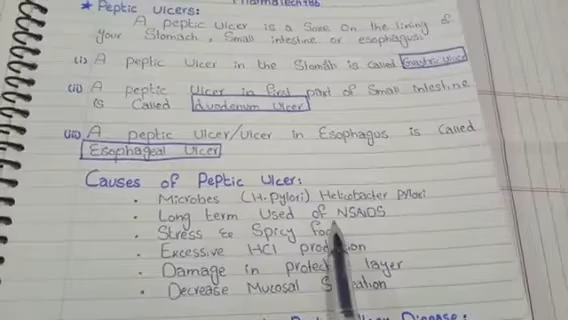 * Peptic Ulcers:
A Peptic Ulcer is a Sore on the lining of
your Stomach, Small intestine or esophagus.
(i) A Peptic Ulcer in the Stomach is called Gastric Ulcer
(ii) A Peptic Ulcer in first part of Small intestine
is Called duodenum Ulcer
(iii) A Peptic Ulcer/Ulcer in Esophagus is called
Esophageal Ulcer
Causes of Peptic Ulcer:
• Microbes (H. Pylori) Helicobacter Pylori
• Long term Used of NSAIDS
• Stress & Spicy
• Excessive HCl production
• Damage in protective layer
• Decrease Mucosal